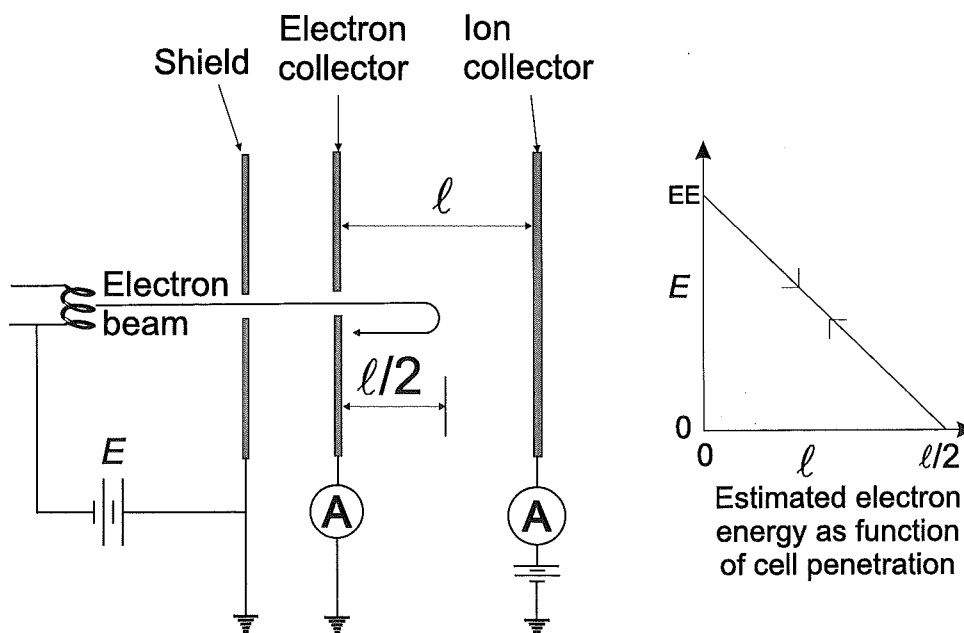 Shield
Electron
collector
Ion
collector
ℓ
Electron
beam
ℓ/2
E
A
A
EE
E
0
0
ℓ
ℓ/2
Estimated electron
energy as function
of cell penetration